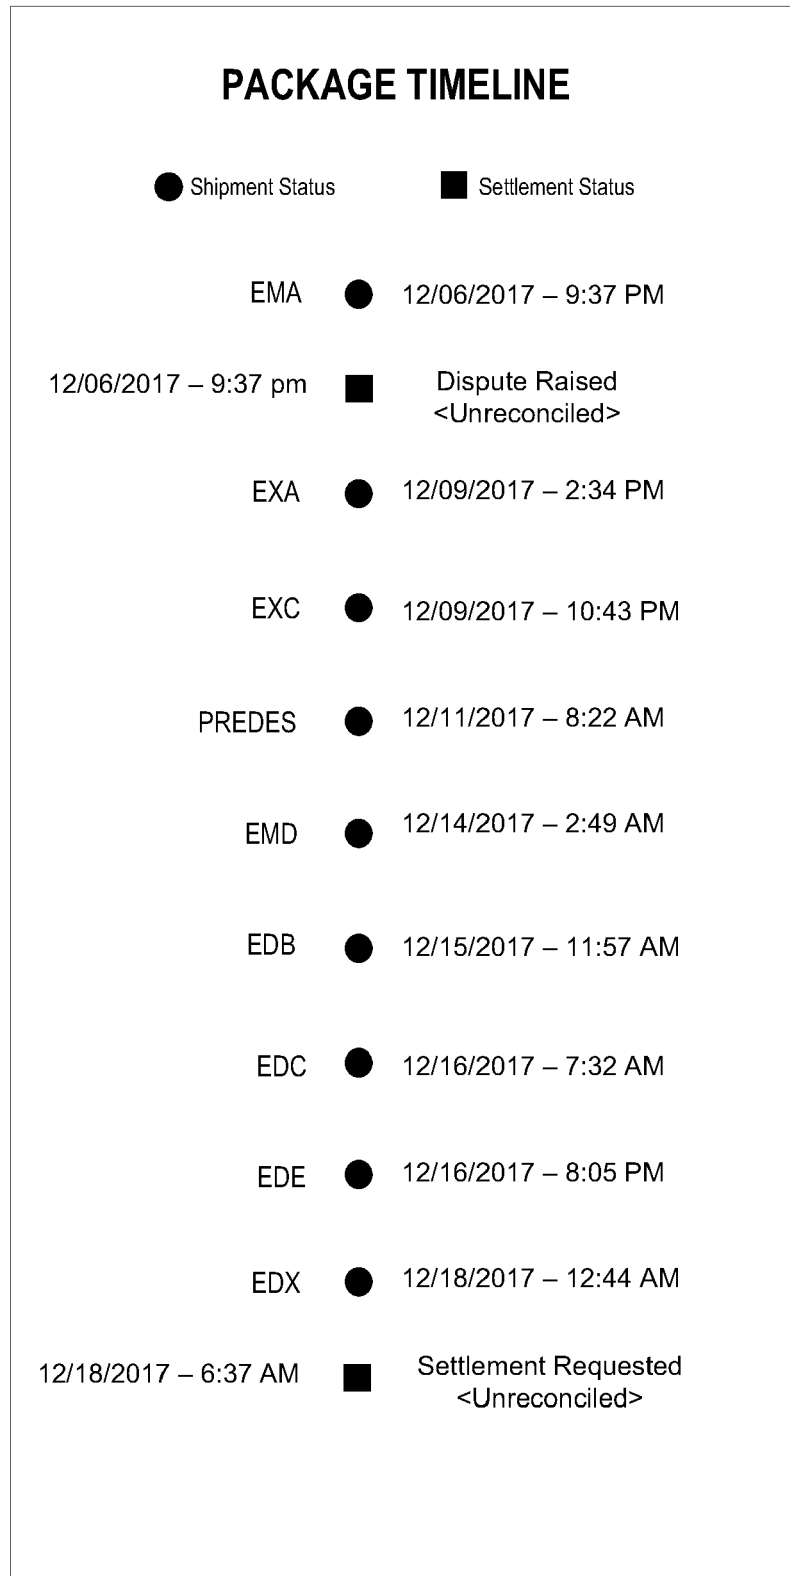 PACKAGE TIMELINE
Shipment Status
Settlement Status
EMA 12/06/2017 – 9:37 PM
12/06/2017 – 9:37 pm Dispute Raised
<Unreconciled>
EXA 12/09/2017 – 2:34 PM
EXC 12/09/2017 – 10:43 PM
PREDES 12/11/2017 – 8:22 AM
EMD 12/14/2017 – 2:49 AM
EDB 12/15/2017 – 11:57 AM
EDC 12/16/2017 – 7:32 AM
EDE 12/16/2017 – 8:05 PM
EDX 12/18/2017 – 12:44 AM
12/18/2017 – 6:37 AM Settlement Requested
<Unreconciled>